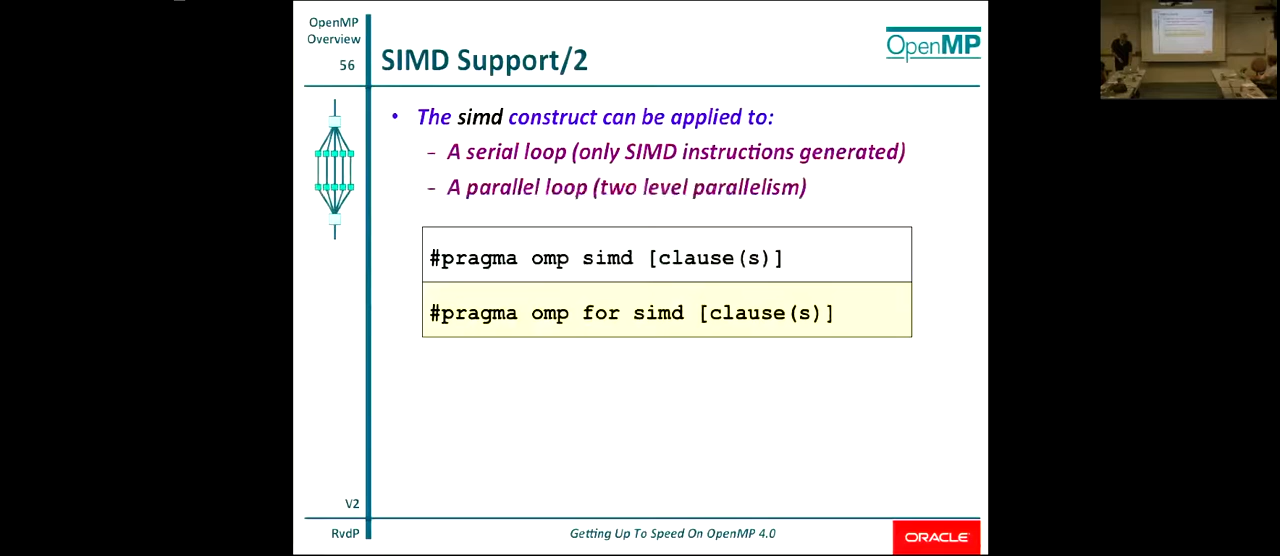 OpenMP
Overview
56
SIMD Support/2
OpenMP
• The simd construct can be applied to:
– A serial loop (only SIMD instructions generated)
– A parallel loop (two level parallelism)
#pragma omp simd [clause(s)]
#pragma omp for simd [clause(s)]
V2
RvdP
Getting Up To Speed On OpenMP 4.0
ORACLE